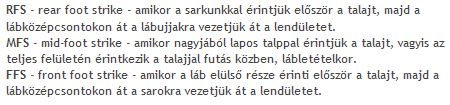 RFS - rear foot strike - amikor a sarkunkkal érintjük először a talajt, majd a
lábközépcsontokon át a lábujjakra vezetjük át a lendületet.
MFS - mid-foot strike - amikor nagyjából lapos talppal érintjük a talajt, vagyis az
teljes felületén érintkezik a talajjal futás közben, lábletételkor.
FFS - front foot strike - amikor a láb elülső része érinti először a talajt, majd a
lábközépcsontokon át a sarokra vezetjük át a lendületet.